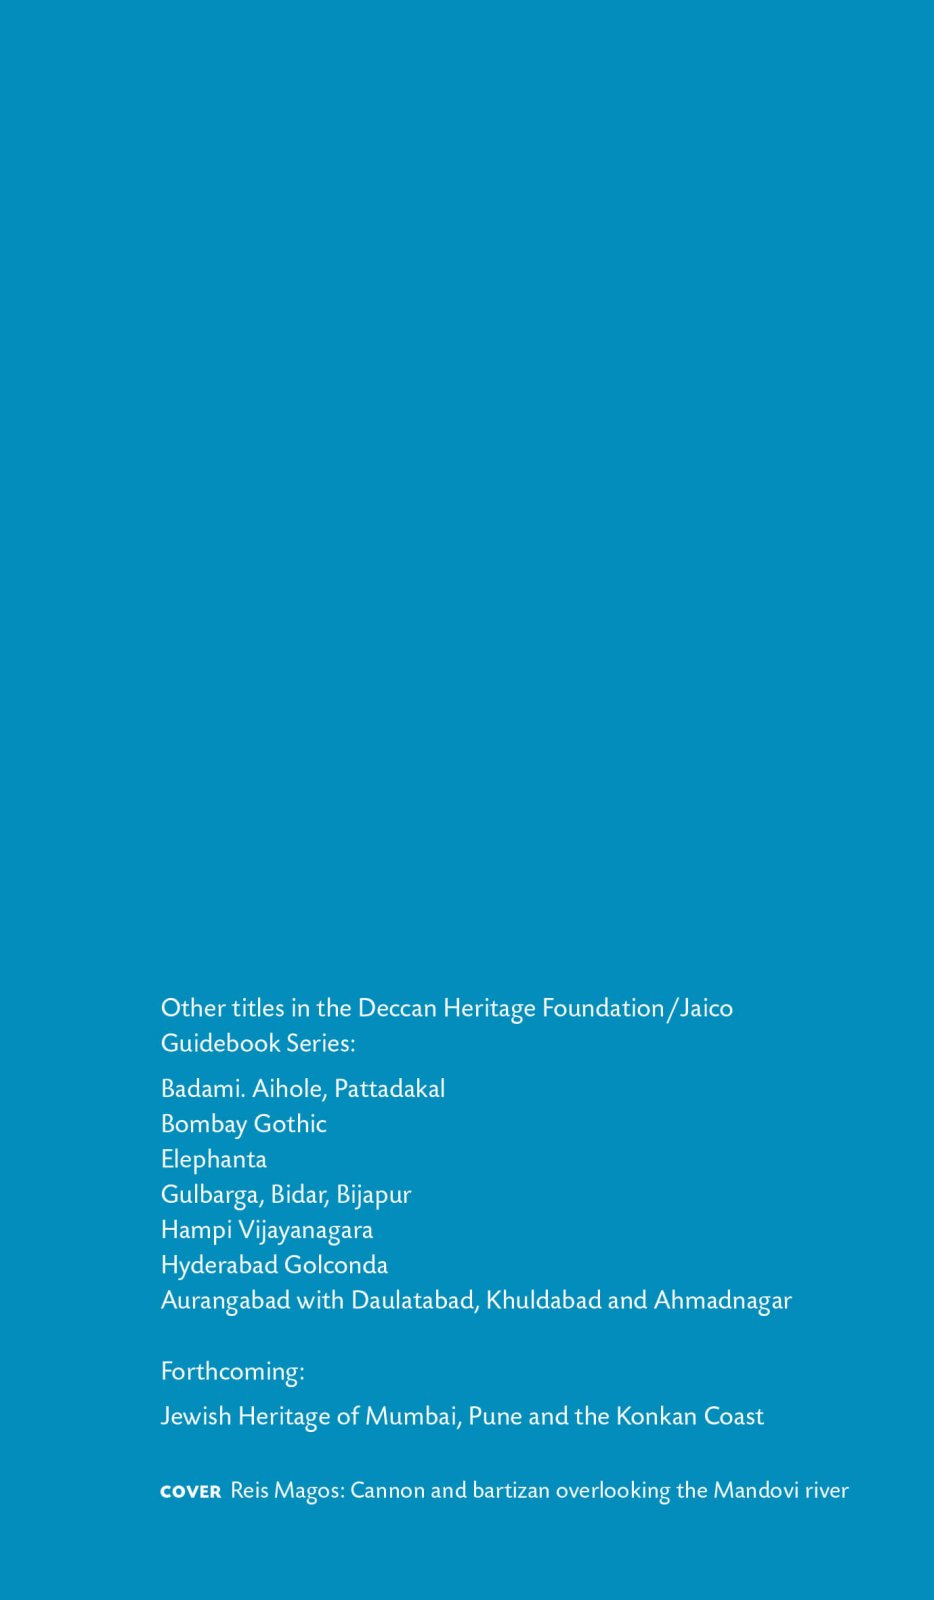 Other titles in the Deccan Heritage Foundation/Jaico
Guidebook Series:
Badami. Aihole, Pattadakal
Bombay Gothic
Elephanta
Gulbarga, Bidar, Bijapur
Hampi Vijayanagara
Hyderabad Golconda
Aurangabad with Daulatabad, Khuldabad and Ahmadnagar
Forthcoming:
Jewish Heritage of Mumbai, Pune and the Konkan Coast
COVER Reis Magos: Cannon and bartizan overlooking the Mandovi river